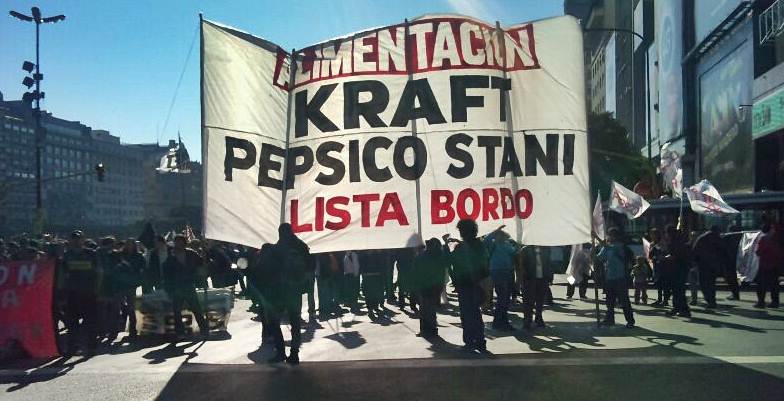 ALIMENTACION
KRAFT
PEPSICO STANI
LISTA BORDO